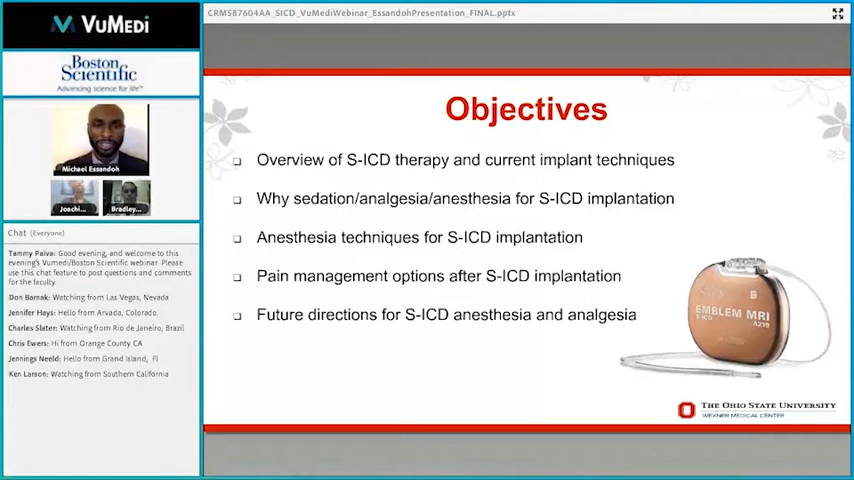 VUMEDI
CRM587604AA_SICD_VuMediWebinar_EssandohPresentation_FINAL.pptx
Boston
Scientific
Advancing science for life™
Michael Essandoh
Joachi...
Bradley...
Chat (Everyone)
Tammy Paiva: Good evening, and welcome to this
evening's VuMedi/Boston Scientific webinar. Please
use this chat feature to post questions and comments
for the faculty.
Don Barnak: Watching from Las Vegas, Nevada
Jennifer Hays: Hello from Arvada, Colorado.
Charles Slater: Watching from Rio de Janeiro, Brazil
Chris Ewers: Hi from Orange County CA
Jennings Neeld: Hello from Grand Island, Fl
Ken Larson: Watching from Southern California
Objectives
Overview of S-ICD therapy and current implant techniques
Why sedation/analgesia/anesthesia for S-ICD implantation
Anesthesia techniques for S-ICD implantation
Pain management options after S-ICD implantation
Future directions for S-ICD anesthesia and analgesia
EMBLEM MRI
S-ICD A219
THE OHIO STATE UNIVERSITY
WEXNER MEDICAL CENTER